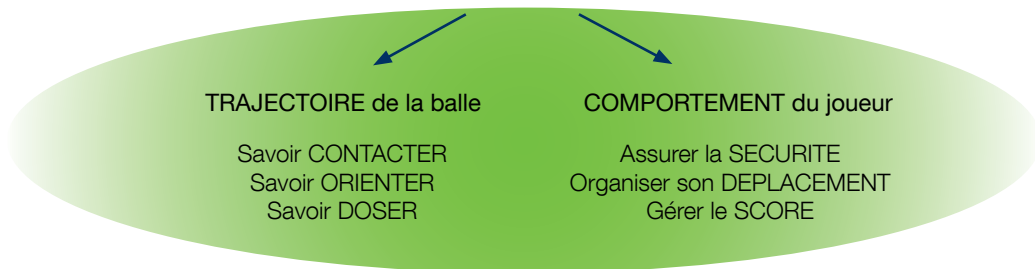 TRAJECTOIRE de la balle
Savoir CONTACTER
Savoir ORIENTER
Savoir DOSER
COMPORTEMENT du joueur
Assurer la SECURITE
Organiser son DEPLACEMENT
Gérer le SCORE